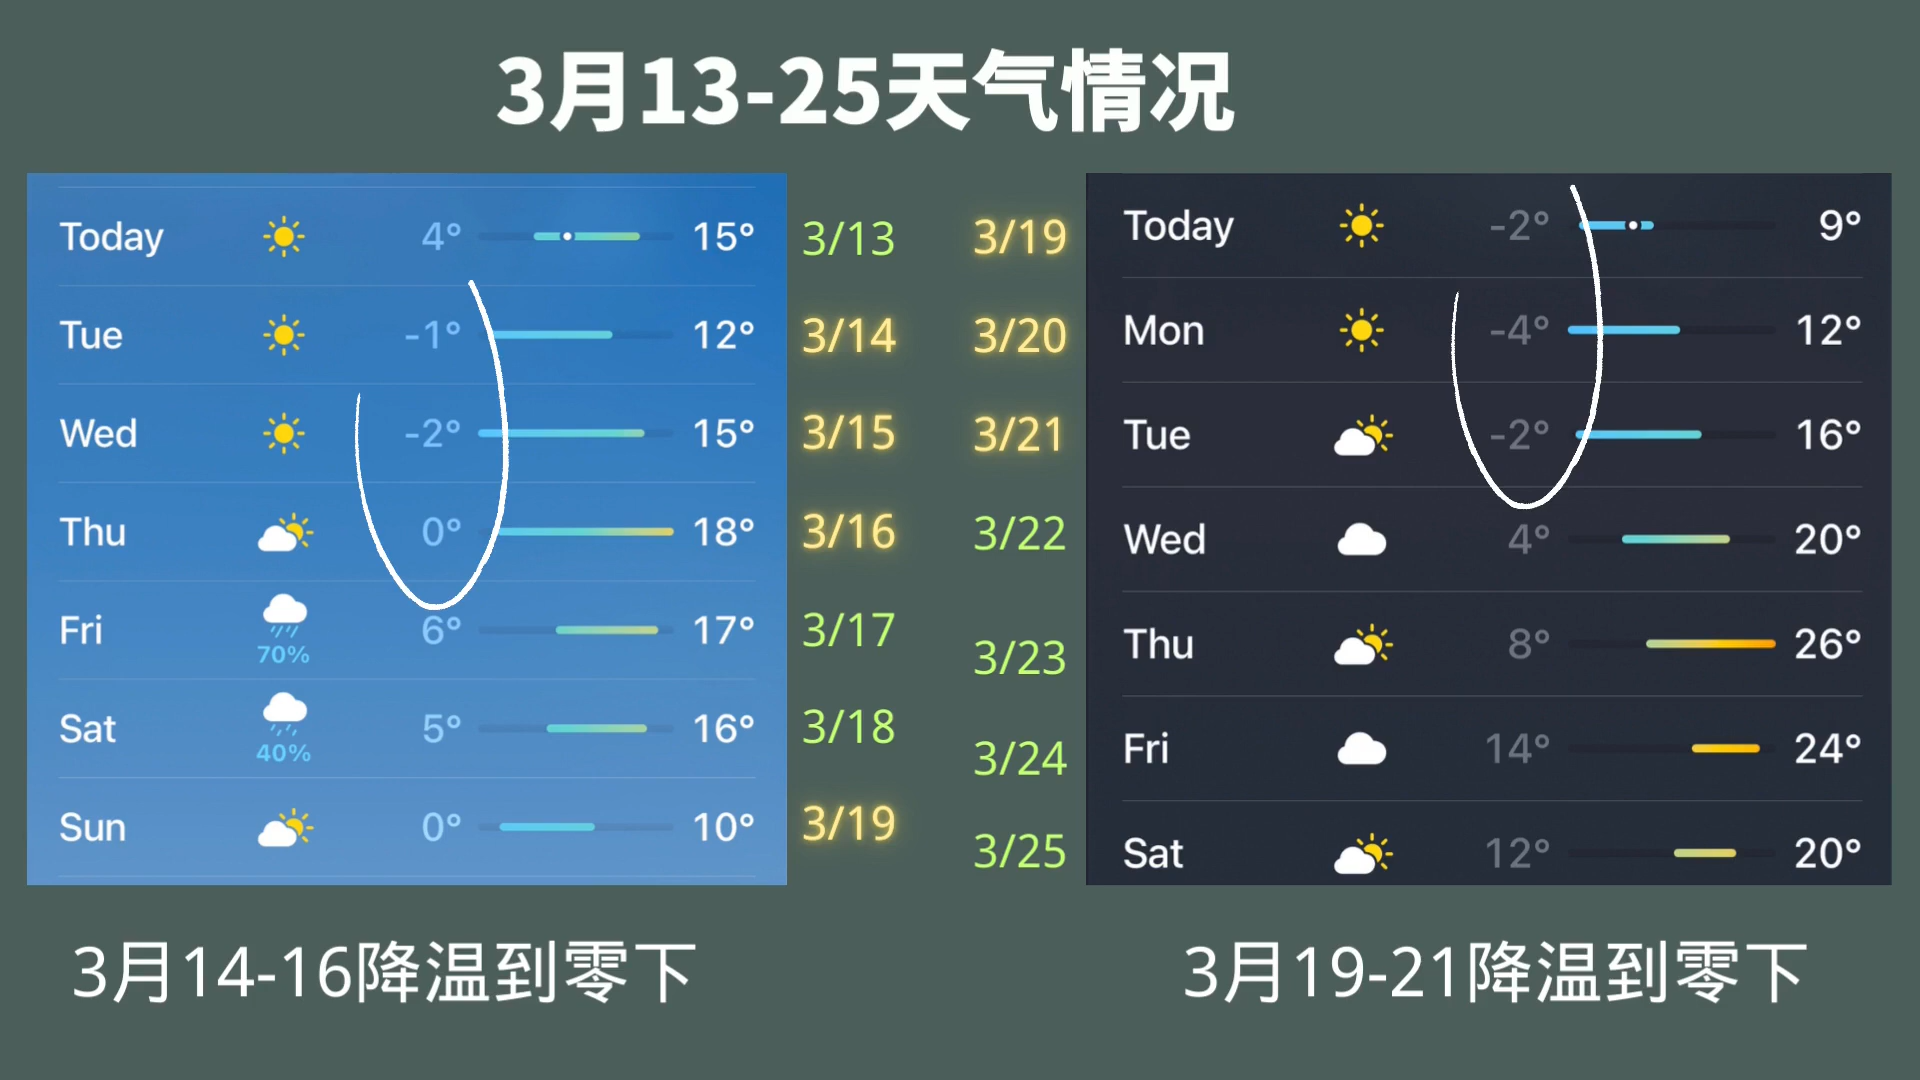 3月13-25天气情况
Today 4° 15°
Tue -1° 12°
Wed -2° 15°
Thu 0° 18°
Fri 70% 6° 17°
Sat 40% 5° 16°
Sun 0° 10°
3/13
3/14
3/15
3/16
3/17
3/18
3/19
3/19
3/20
3/21
3/22
3/23
3/24
3/25
Today -2° 9°
Mon -4° 12°
Tue -2° 16°
Wed 4° 20°
Thu 8° 26°
Fri 14° 24°
Sat 12° 20°
3月14-16降温到零下
3月19-21降温到零下